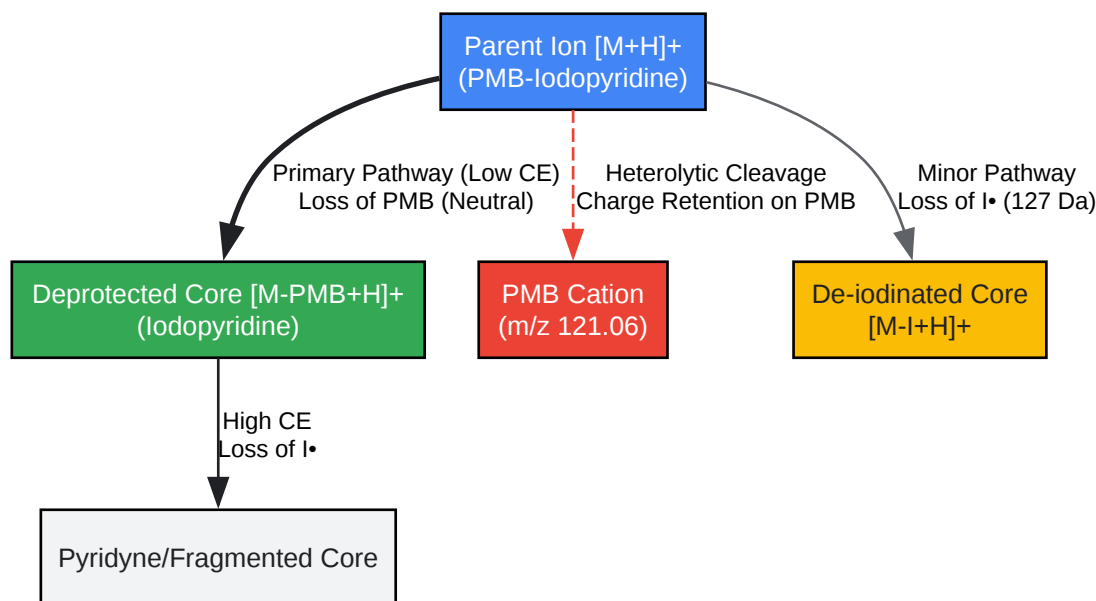 Parent Ion [M+H]+
(PMB-Iodopyridine)
Primary Pathway (Low CE)
Loss of PMB (Neutral)
Heterolytic Cleavage
Charge Retention on PMB
Minor Pathway
Loss of I• (127 Da)
Deprotected Core [M-PMB+H]+
(Iodopyridine)
PMB Cation
(m/z 121.06)
De-iodinated Core
[M-I+H]+
High CE
Loss of I•
Pyridyne/Fragmented Core